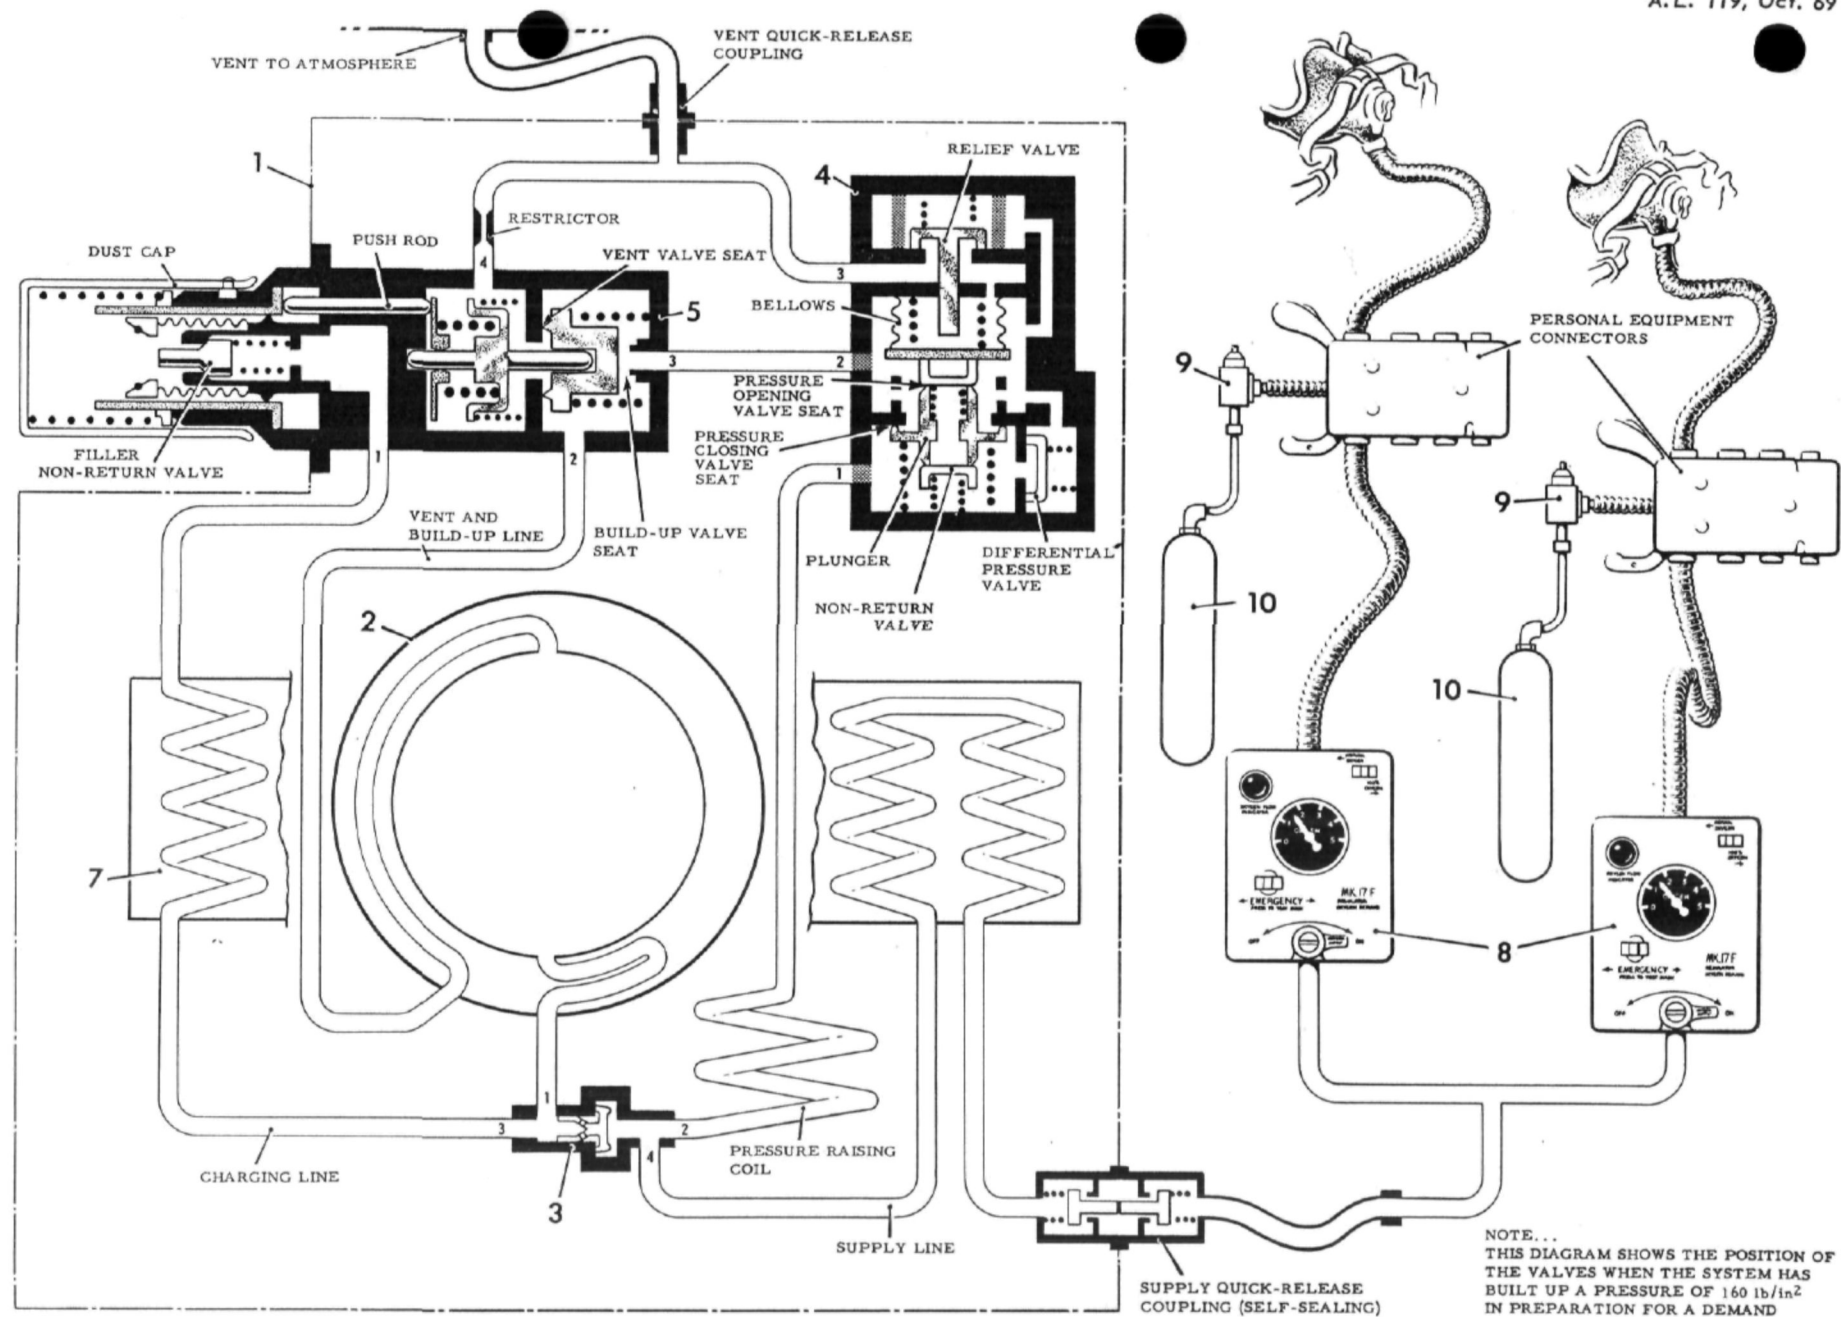 A.L. 119, Oct. 69
VENT TO ATMOSPHERE
VENT QUICK-RELEASE
COUPLING
1
4
RELIEF VALVE
RESTRICTOR
DUST CAP
PUSH ROD
VENT VALVE SEAT
4
3
BELLOWS
5
3
2
PRESSURE
OPENING
VALVE SEAT
PRESSURE
CLOSING
VALVE
SEAT
FILLER
NON-RETURN VALVE
1
2
1
VENT AND
BUILD-UP LINE
BUILD-UP VALVE
SEAT
PLUNGER
DIFFERENTIAL
PRESSURE
VALVE
NON-RETURN
VALVE
2
7
1
3
2
4
CHARGING LINE
3
PRESSURE RAISING
COIL
SUPPLY LINE
SUPPLY QUICK-RELEASE
COUPLING (SELF-SEALING)
PERSONAL EQUIPMENT
CONNECTORS
9
9
10
10
EMERGENCY
MK.17F
OFF
ON
8
EMERGENCY
MK.17F
OFF
ON
NOTE...
THIS DIAGRAM SHOWS THE POSITION OF
THE VALVES WHEN THE SYSTEM HAS
BUILT UP A PRESSURE OF 160 lb/in2
IN PREPARATION FOR A DEMAND